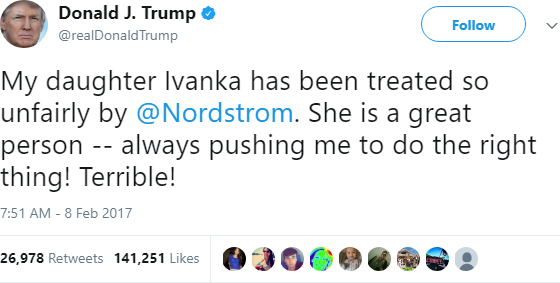 Donald J. Trump
@realDonaldTrump
Follow
My daughter Ivanka has been treated so
unfairly by @Nordstrom. She is a great
person -- always pushing me to do the right
thing! Terrible!
7:51 AM - 8 Feb 2017
26,978 Retweets 141,251 Likes